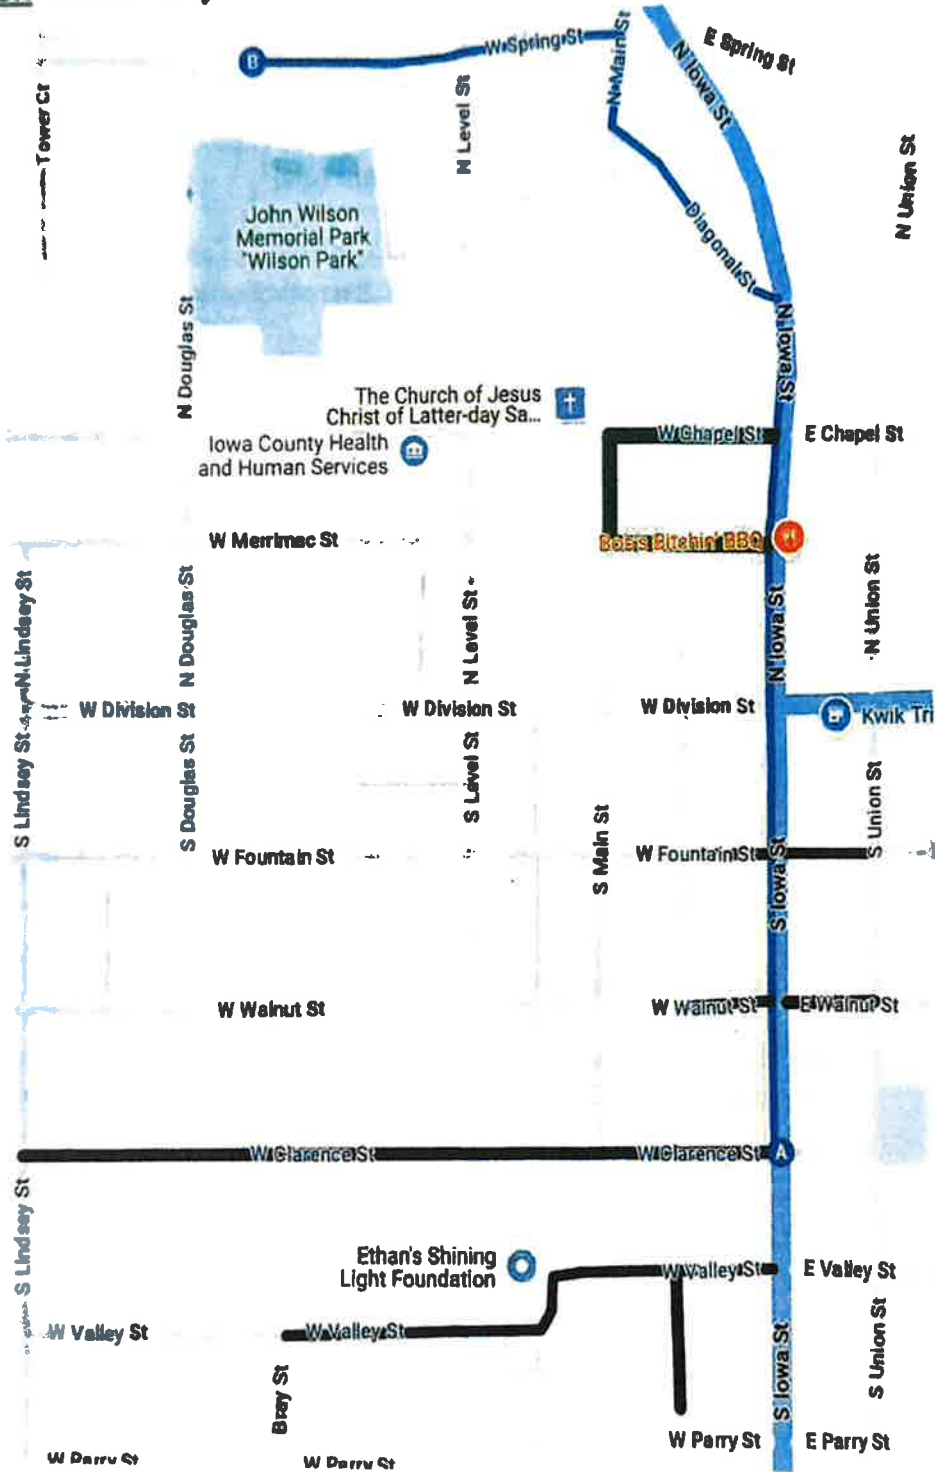 E Spring St
W Spring St
N Main St
N Iowa St
B
Tower Ct
N Level St
N Union St
John Wilson
Memorial Park
"Wilson Park"
Diagonal St
N Douglas St
N Iowa St
The Church of Jesus
Christ of Latter-day Sa...
W Chapel St
E Chapel St
Iowa County Health
and Human Services
W Merrimac St
Bob's Bitchin' BBQ
N Lindsey St
N Douglas St
N Level St
N Iowa St
N Union St
W Division St
W Division St
W Division St
Kwik Tri
S Lindsey St
S Douglas St
S Level St
S Union St
S Main St
W Fountain St
W Fountain St
S Iowa St
W Walnut St
W Walnut St
E Walnut St
W Clarence St
W Clarence St
A
S Lindsey St
Ethan's Shining
Light Foundation
W Valley St
E Valley St
W Valley St
W Valley St
S Iowa St
S Union St
Bray St
W Parry St
E Parry St
W Parry St
W Parry St